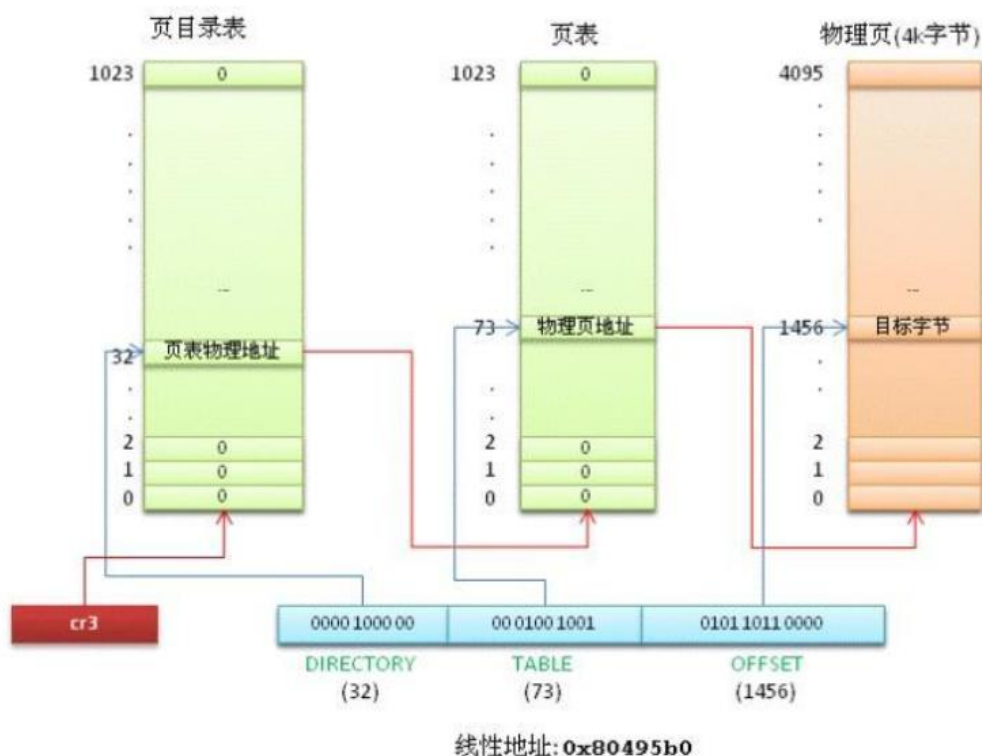 页目录表 页表 物理页(4k字节)
1023 0 1023 0 4095
. . .
. . .
. . .
. . .
. .
... ... ...
73 物理页地址 1456 目标字节
32 页表物理地址
. . .
. . .
2 0 2 0 2
1 0 1 0 1
0 0 0 0 0
cr3 0000 1000 00 00 0100 1001 0101 1011 0000
DIRECTORY TABLE OFFSET
(32) (73) (1456)
线性地址: 0x80495b0